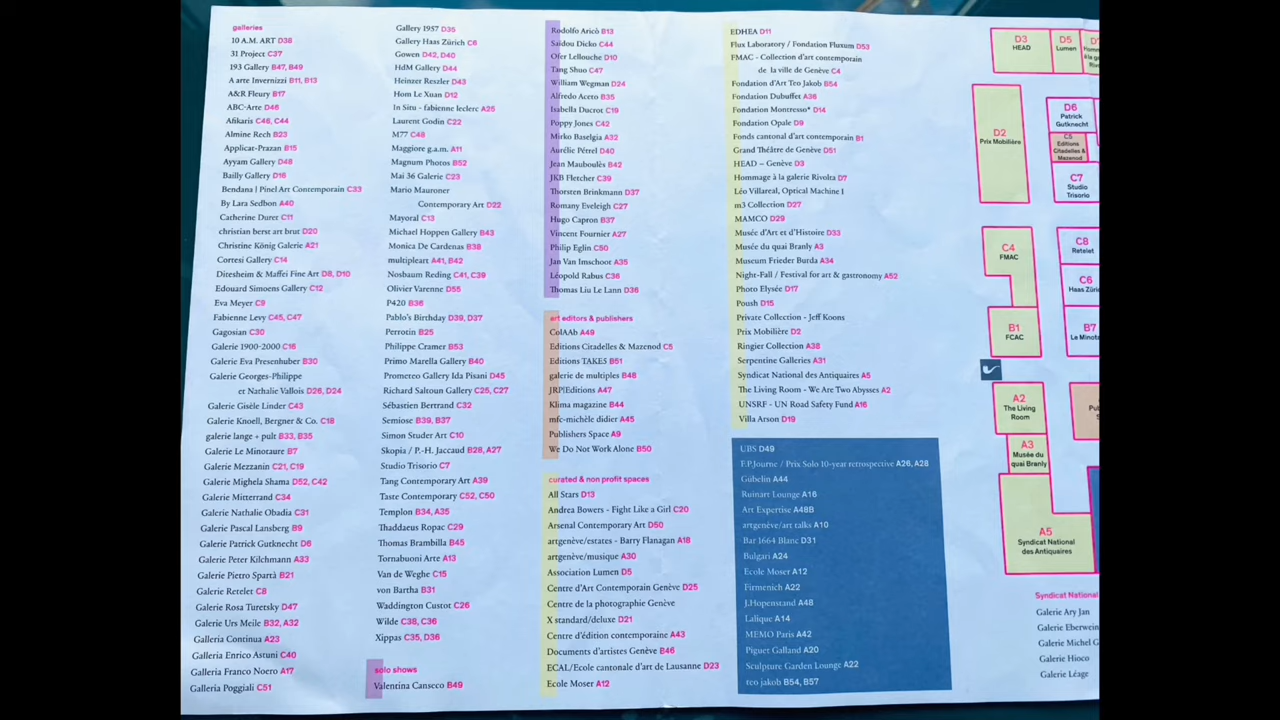 galleries
10 A.M. ART D38
31 Project C37
193 Gallery B47, B49
A arte Invernizzi B11, B13
A&R Fleury B17
ABC-Arte D46
Afikaris C46, C44
Almine Rech B23
Applicat-Prazan B15
Ayyam Gallery D48
Bailly Gallery D16
Bendana | Pinel Art Contemporain C33
By Lara Sedbon A40
Catherine Duret C11
christian berst art brut D20
Christine König Galerie A21
Cortesi Gallery C14
Ditesheim & Maffei Fine Art D8, D10
Edouard Simoens Gallery C12
Eva Meyer C9
Fabienne Levy C45, C47
Gagosian C30
Galerie 1900-2000 C16
Galerie Eva Presenhuber B30
Galerie Georges-Philippe
et Nathalie Vallois D26, D24
Galerie Gisèle Linder C43
Galerie Knoell, Bergner & Co. C18
galerie lange + pult B33, B35
Galerie Le Minotaure B7
Galerie Mezzanin C21, C19
Galerie Mighela Shama D52, C42
Galerie Mitterrand C34
Galerie Nathalie Obadia C31
Galerie Pascal Lansberg B9
Galerie Patrick Gutknecht D6
Galerie Peter Kilchmann A33
Galerie Pietro Spartà B21
Galerie Retelet C8
Galerie Rosa Turetsky D47
Galerie Urs Meile B32, A32
Galleria Continua A23
Galleria Enrico Astuni C40
Galleria Franco Noero A17
Galleria Poggiali C51
Gallery 1957 D35
Gallery Haas Zürich C6
Gowen D42, D40
HdM Gallery D44
Heinzer Reszler D43
Hom Le Xuan D12
In Situ - fabienne leclerc A25
Laurent Godin C22
M77 C48
Maggiore g.a.m. A11
Magnum Photos B52
Mai 36 Galerie C23
Mario Mauroner
Contemporary Art D22
Mayoral C13
Michael Hoppen Gallery B43
Monica De Cardenas B38
multipleart A41, B42
Nosbaum Reding C41, C39
Olivier Varenne D55
P420 B36
Pablo's Birthday D39, D37
Perrotin B25
Philippe Cramer B53
Primo Marella Gallery B40
Prometeo Gallery Ida Pisani D45
Richard Saltoun Gallery C25, C27
Sébastien Bertrand C32
Semiose B39, B37
Simon Studer Art C10
Skopia / P.-H. Jaccaud B28, A27
Studio Trisorio C7
Tang Contemporary Art A39
Taste Contemporary C52, C50
Templon B34, A35
Thaddaeus Ropac C29
Thomas Brambilla B45
Tornabuoni Arte A13
Van de Weghe C15
von Bartha B31
Waddington Custot C26
Wilde C38, C36
Xippas C35, D36
solo shows
Valentina Canseco B49
Rodolfo Aricò B13
Saïdou Dicko C44
Ofer Lellouche D10
Tang Shuo C47
William Wegman D24
Alfredo Aceto B35
Isabella Ducrot C19
Poppy Jones C42
Mirko Baselgia A32
Aurélie Pétrel D40
Jean Mauboulès B42
JKB Fletcher C39
Thorsten Brinkmann D37
Romany Eveleigh C27
Hugo Capron B37
Vincent Fournier A27
Philip Eglin C50
Jan Van Imschoot A35
Léopold Rabus C36
Thomas Liu Le Lann D36
art editors & publishers
ColAAb A49
Editions Citadelles & Mazenod C5
Editions TAKE5 B51
galerie de multiples B48
JRP|Editions A47
Klima magazine B44
mfc-michèle didier A45
Publishers Space A9
We Do Not Work Alone B50
curated & non profit spaces
All Stars D13
Andrea Bowers - Fight Like a Girl C20
Arsenal Contemporary Art D50
artgenève/estates - Barry Flanagan A18
artgenève/musique A30
Association Lumen D5
Centre d'Art Contemporain Genève D25
Centre de la photographie Genève
X standard/deluxe D21
Centre d'édition contemporaine A43
Documents d'artistes Genève B46
ECAL/Ecole cantonale d'art de Lausanne D23
Ecole Moser A12
EDHEA D11
Flux Laboratory / Fondation Fluxum D53
FMAC - Collection d'art contemporain
de la ville de Genève C4
Fondation d'Art Teo Jakob B54
Fondation Dubuffet A36
Fondation Montresso* D14
Fondation Opale D9
Fonds cantonal d'art contemporain B1
Grand Théâtre de Genève D51
HEAD – Genève D3
Hommage à la galerie Rivolta D7
Léo Villareal, Optical Machine I
m3 Collection D27
MAMCO D29
Musée d'Art et d'Histoire D33
Musée du quai Branly A3
Museum Frieder Burda A34
Night-Fall / Festival for art & gastronomy A52
Photo Elysée D17
Poush D15
Private Collection - Jeff Koons
Prix Mobilière D2
Ringier Collection A38
Serpentine Galleries A31
Syndicat National des Antiquaires A5
The Living Room - We Are Two Abysses A2
UNSRF - UN Road Safety Fund A16
Villa Arson D19
UBS D49
F.P.Journe / Prix Solo 10-year retrospective A26, A28
Gübelin A44
Ruinart Lounge A16
Art Expertise A48B
artgenève/art talks A10
Bar 1664 Blanc D31
Bulgari A24
Ecole Moser A12
Firmenich A22
J.Hopenstand A48
Lalique A14
MEMO Paris A42
Piguet Galland A20
Sculpture Garden Lounge A22
teo jakob B54, B57
D3
HEAD
D5
Lumen
D2
Prix Mobilière
D6
Patrick
Gutknecht
C5
Editions
Citadelles &
Mazenod
C7
Studio
Trisorio
C4
FMAC
C8
Retelet
C6
Haas Züri
B1
FCAC
B7
La Minota
A2
The Living
Room
A3
Musée du
quai Branly
A5
Syndicat National
des Antiquaires
Syndicat National
Galerie Ary Jan
Galerie Eberwein
Galerie Michel G
Galerie Hioco
Galerie Léage